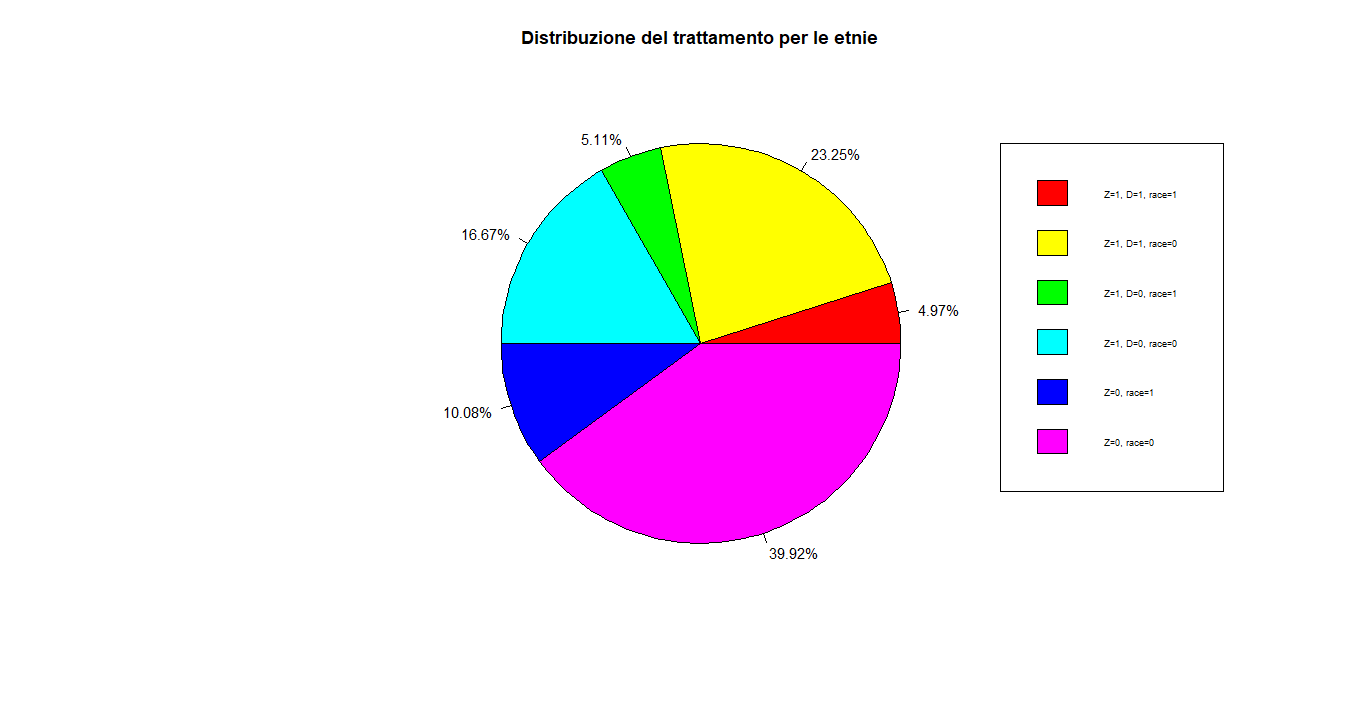 Distribuzione del trattamento per le etnie
5.11%
23.25%
16.67%
4.97%
10.08%
39.92%
Z=1, D=1, race=1
Z=1, D=1, race=0
Z=1, D=0, race=1
Z=1, D=0, race=0
Z=0, race=1
Z=0, race=0